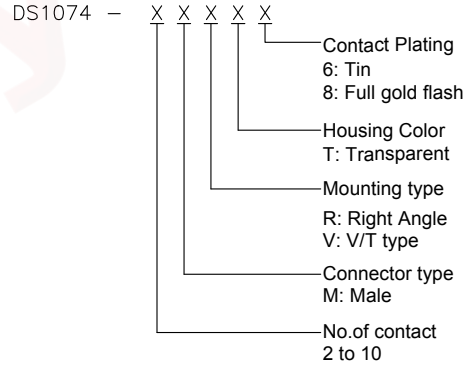 DS1074 – X X X X X
Contact Plating
6: Tin
8: Full gold flash
Housing Color
T: Transparent
Mounting type
R: Right Angle
V: V/T type
Connector type
M: Male
No.of contact
2 to 10